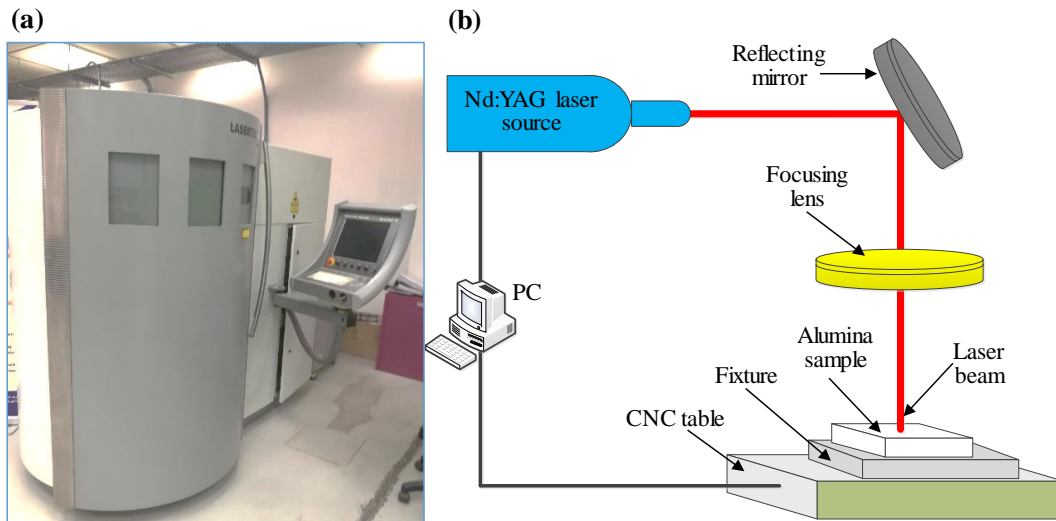 (a)
(b)
LASERTEC
Nd:YAG laser
source
Reflecting
mirror
Focusing
lens
PC
Alumina
sample
Laser
beam
Fixture
CNC table